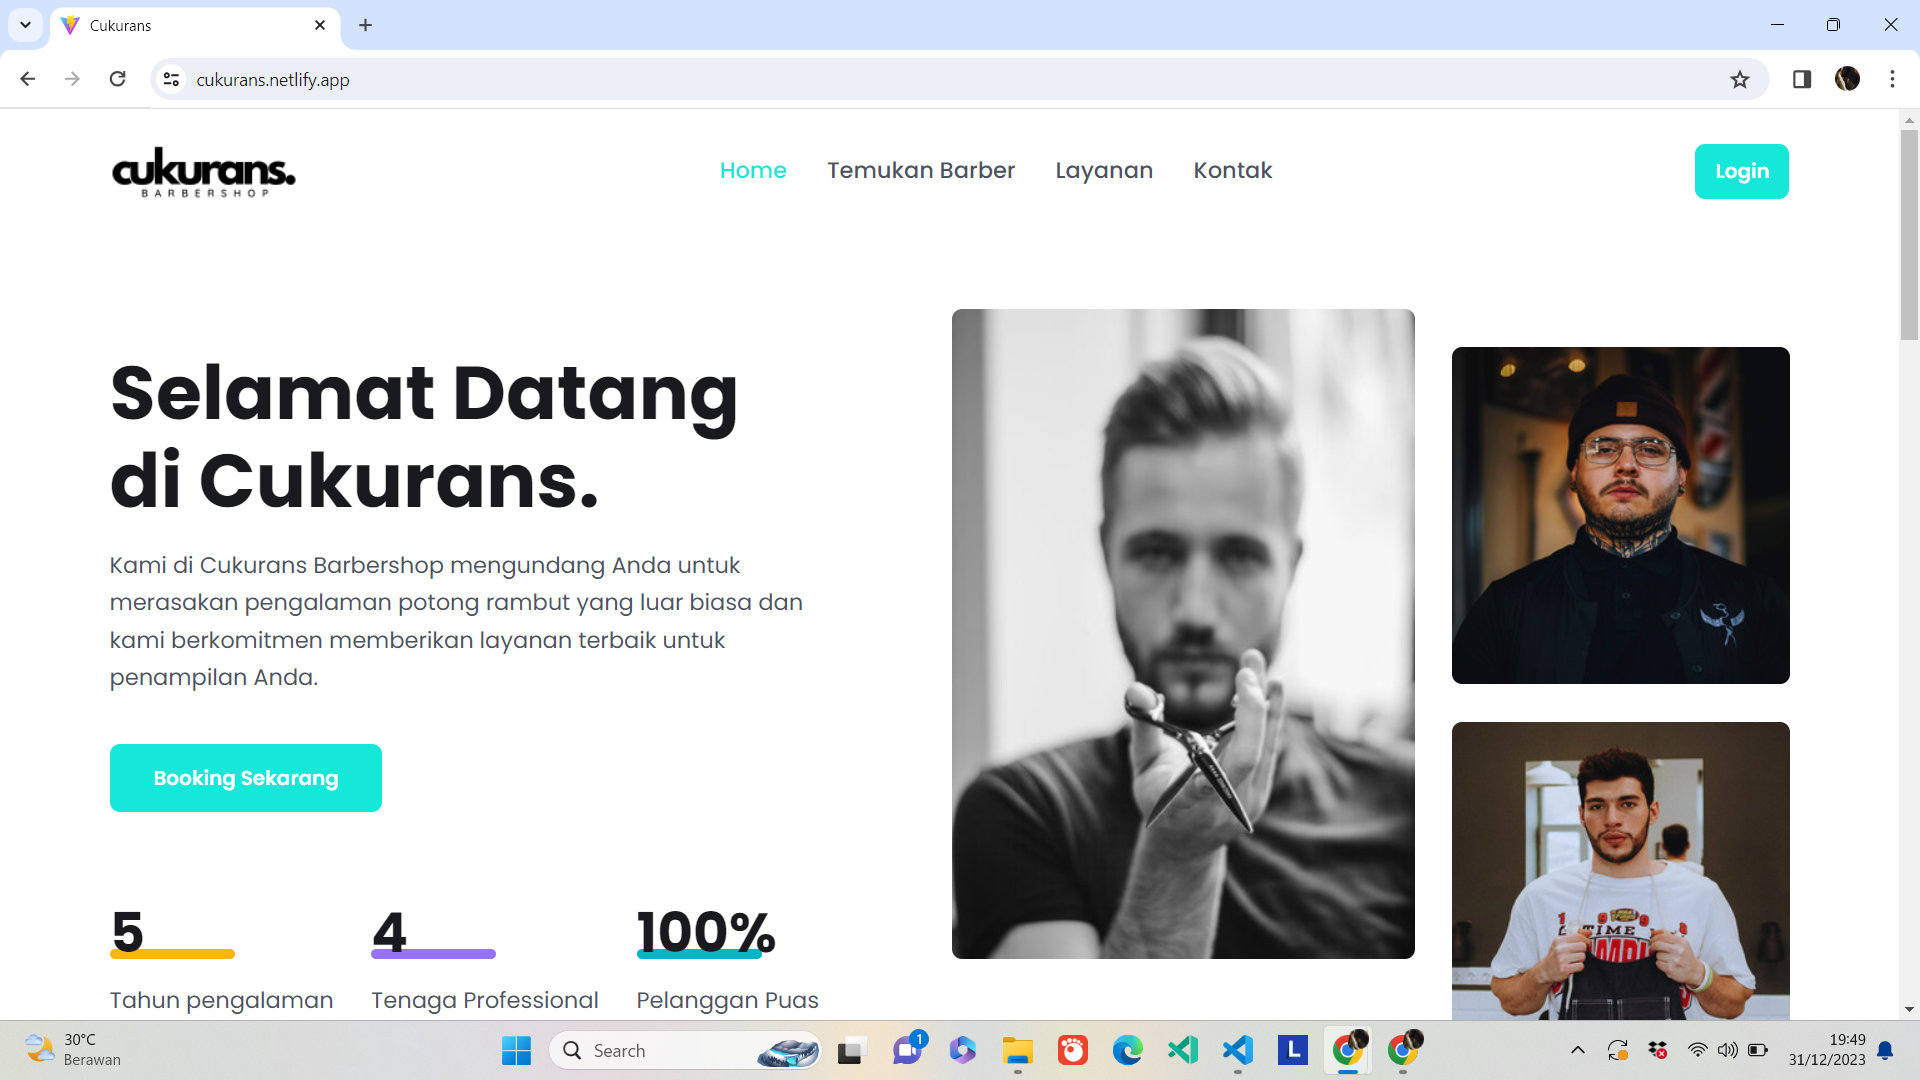 Cukurans
cukurans.netlify.app
cukurans.
BARBERSHOP
Home
Temukan Barber
Layanan
Kontak
Login
Selamat Datang
di Cukurans.
Kami di Cukurans Barbershop mengundang Anda untuk
merasakan pengalaman potong rambut yang luar biasa dan
kami berkomitmen memberikan layanan terbaik untuk
penampilan Anda.
Booking Sekarang
5
Tahun pengalaman
4
Tenaga Professional
100%
Pelanggan Puas
30°C
Berawan
Search
1
L
19:49
31/12/2023